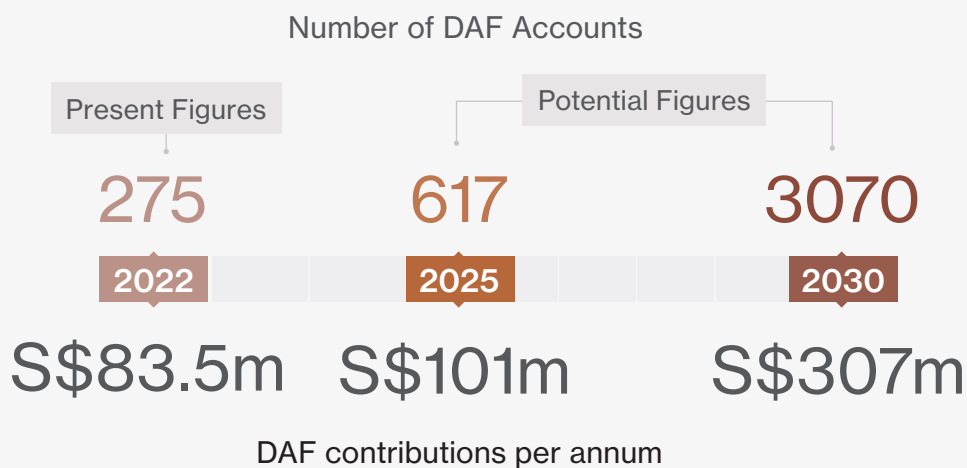 Number of DAF Accounts
Present Figures
Potential Figures
275
617
3070
2022
2025
2030
S$83.5m
S$101m
S$307m
DAF contributions per annum